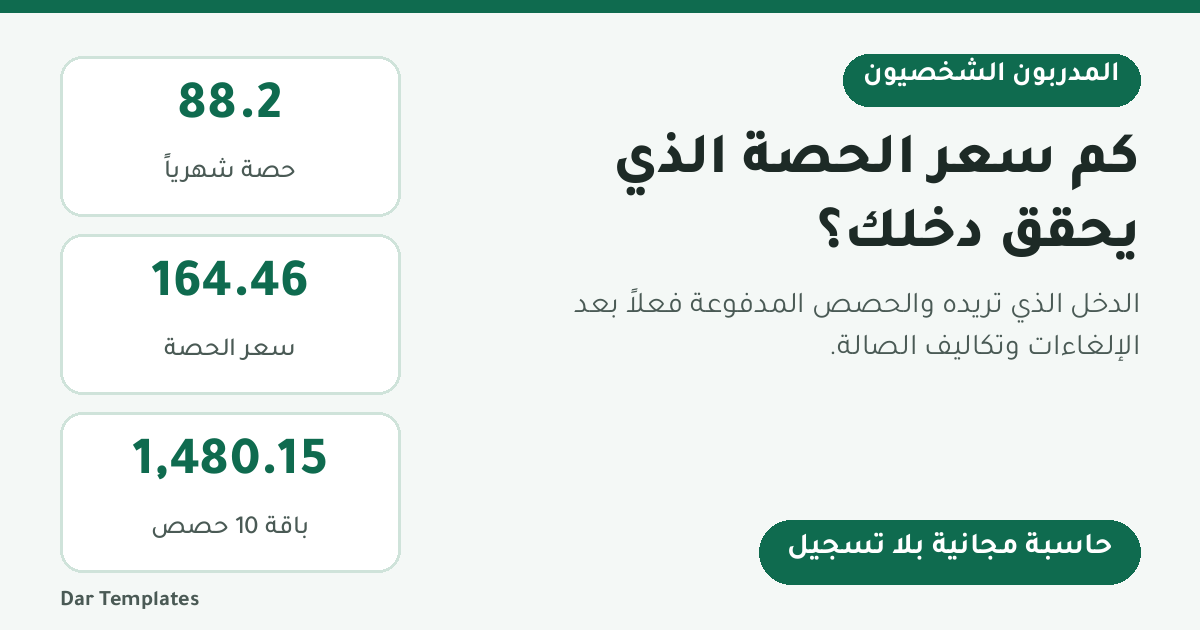 المدربون الشخصيون
كم سعر الحصة الذي
يحقق دخلك؟
الدخل الذي تريده والحصص المدفوعة فعلاً بعد
الإلغاءات وتكاليف الصالة.
حاسبة مجانية بلا تسجيل
88.2
حصة شهرياً
164.46
سعر الحصة
1,480.15
باقة 10 حصص
Dar Templates